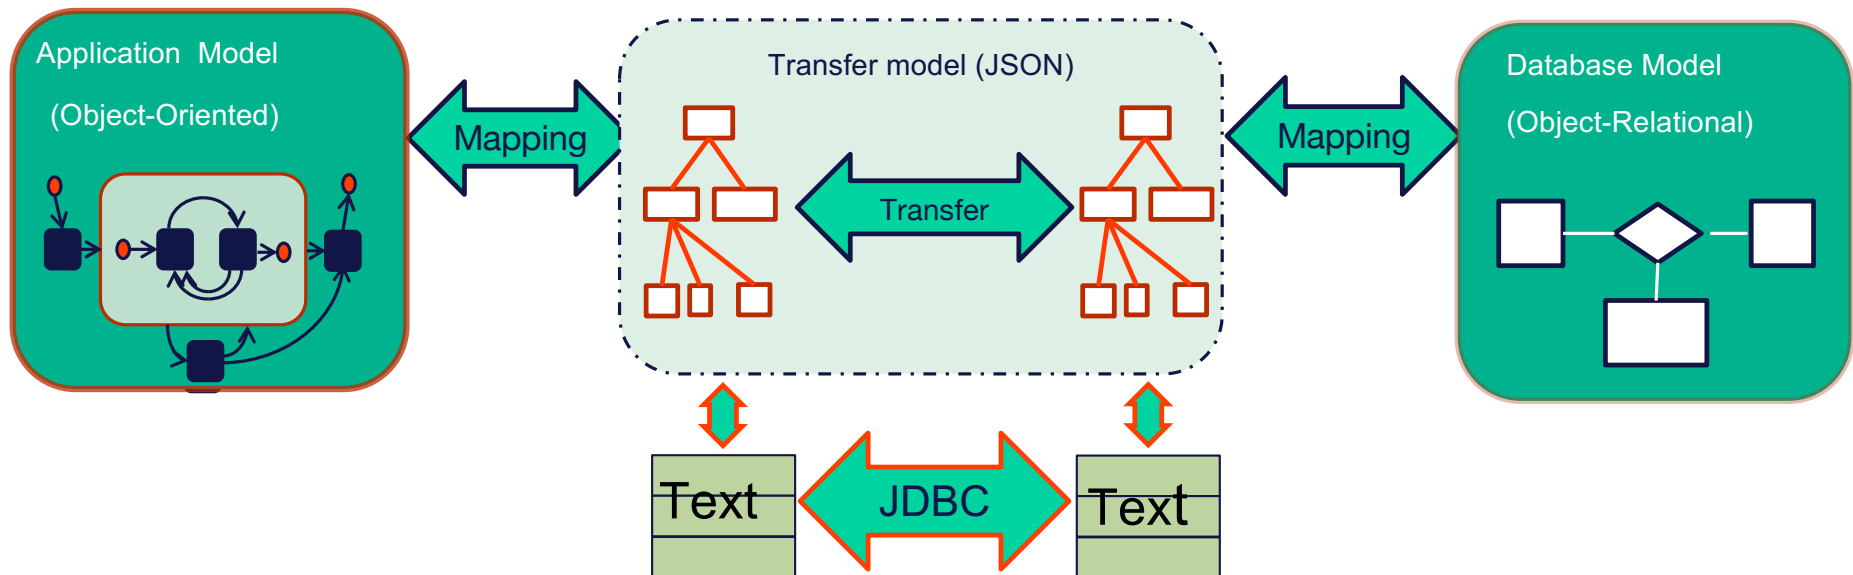 Application  Model
(Object-Oriented)
Mapping
Transfer model (JSON)
Transfer
Mapping
Database Model
(Object-Relational)
Text
JDBC
Text